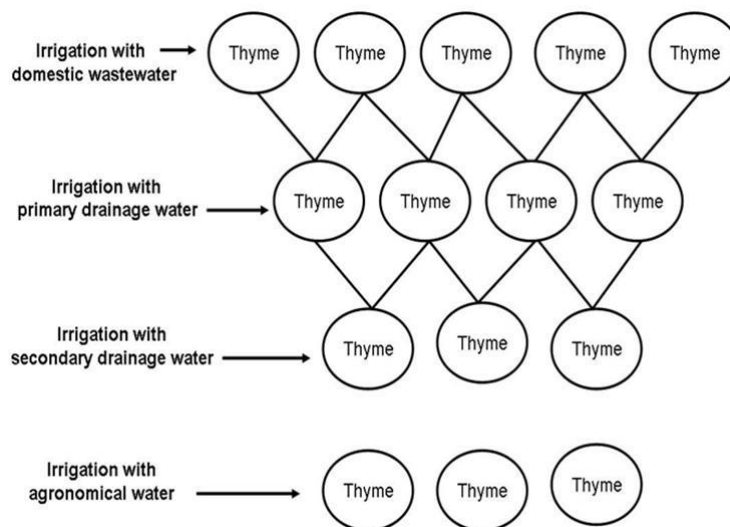 Irrigation with
domestic wastewater
Thyme Thyme Thyme Thyme Thyme
Irrigation with
primary drainage water
Thyme Thyme Thyme Thyme
Irrigation with
secondary drainage water
Thyme Thyme Thyme
Irrigation with
agronomical water
Thyme Thyme Thyme